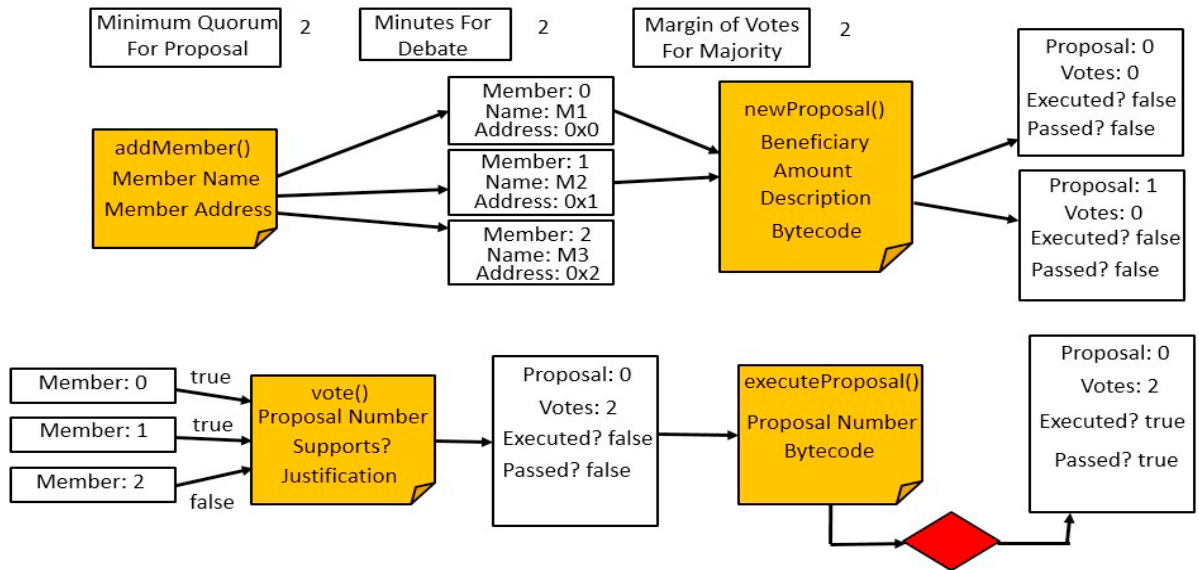 Minimum Quorum
For Proposal
2
Minutes For
Debate
2
Margin of Votes
For Majority
2
addMember()
Member Name
Member Address
Member: 0
Name: M1
Address: 0x0
Member: 1
Name: M2
Address: 0x1
Member: 2
Name: M3
Address: 0x2
newProposal()
Beneficiary
Amount
Description
Bytecode
Proposal: 0
Votes: 0
Executed? false
Passed? false
Proposal: 1
Votes: 0
Executed? false
Passed? false
Member: 0
true
Member: 1
true
Member: 2
false
vote()
Proposal Number
Supports?
Justification
Proposal: 0
Votes: 2
Executed? false
Passed? false
executeProposal()
Proposal Number
Bytecode
Proposal: 0
Votes: 2
Executed? true
Passed? true